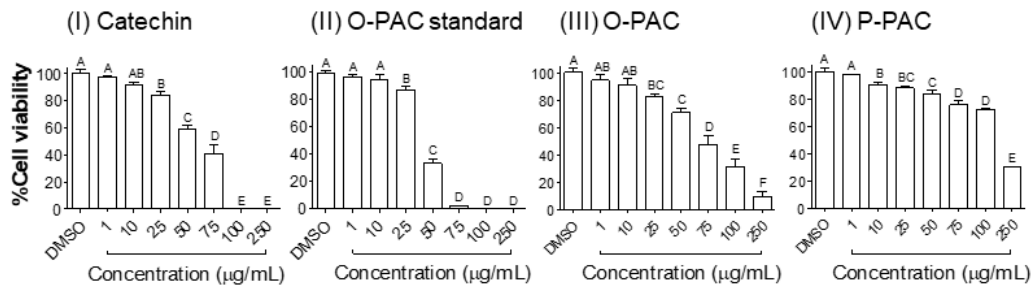 (I) Catechin
(II) O-PAC standard
(III) O-PAC
(IV) P-PAC
%Cell viability
100
80
60
40
20
0
A
A
AB
B
C
D
E
E
DMSO
1
10
25
50
75
100
250
Concentration (μg/mL)
100
80
60
40
20
0
A
A
A
B
C
D
D
D
DMSO
1
10
25
50
75
100
250
Concentration (μg/mL)
100
80
60
40
20
0
A
AB
AB
BC
C
D
E
F
DMSO
1
10
25
50
75
100
250
Concentration (μg/mL)
100
80
60
40
20
0
A
A
B
BC
C
D
D
E
DMSO
1
10
25
50
75
100
250
Concentration (μg/mL)